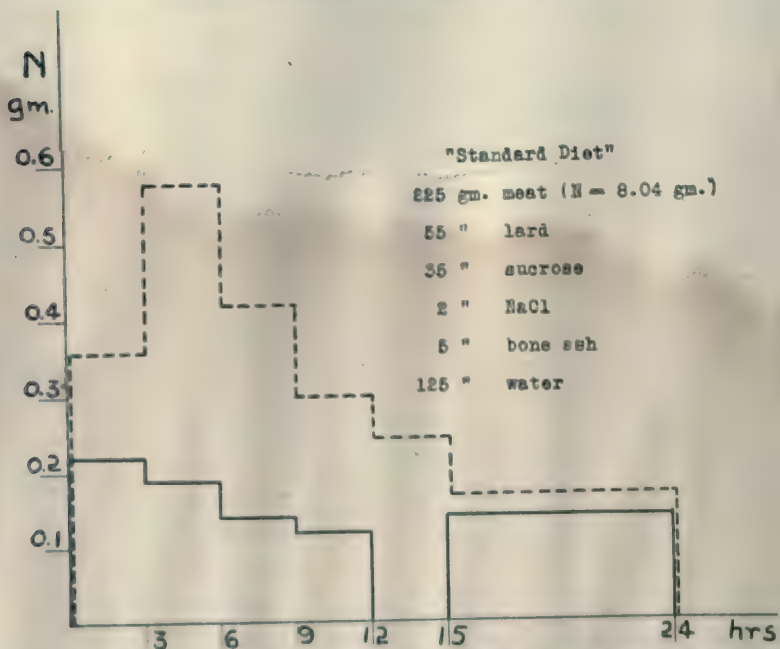 N
gm.
0.6
0.5
0.4
0.3
0.2
0.1
"Standard Diet"
225 gm. meat (N = 8.04 gm.)
55 " lard
35 " sucrose
2 " NaCl
5 " bone ash
125 " water
3 6 9 12 15 24 hrs